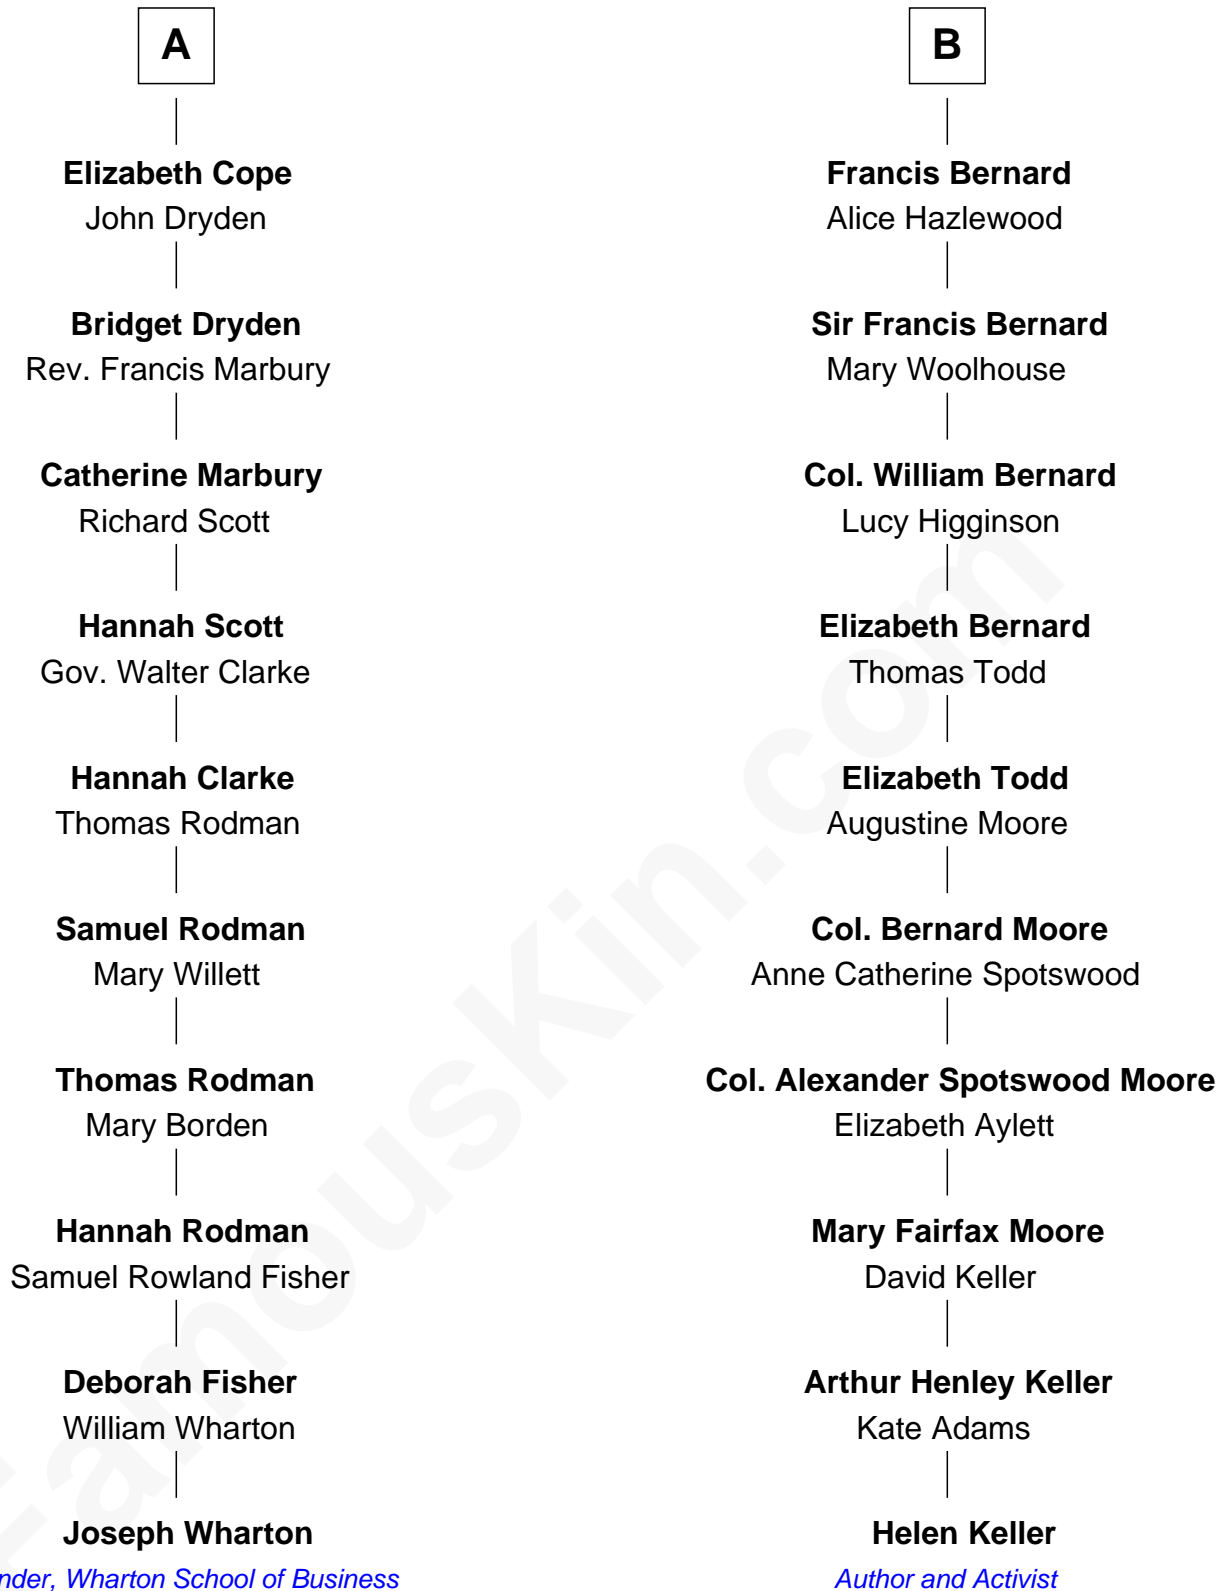 A
Elizabeth Cope
John Dryden
Bridget Dryden
Rev. Francis Marbury
Catherine Marbury
Richard Scott
Hannah Scott
Gov. Walter Clarke
Hannah Clarke
Thomas Rodman
Samuel Rodman
Mary Willett
Thomas Rodman
Mary Borden
Hannah Rodman
Samuel Rowland Fisher
Deborah Fisher
William Wharton
Joseph Wharton
nder, Wharton School of Business
B
Francis Bernard
Alice Hazlewood
Sir Francis Bernard
Mary Woolhouse
Col. William Bernard
Lucy Higginson
Elizabeth Bernard
Thomas Todd
Elizabeth Todd
Augustine Moore
Col. Bernard Moore
Anne Catherine Spotswood
Col. Alexander Spotswood Moore
Elizabeth Aylett
Mary Fairfax Moore
David Keller
Arthur Henley Keller
Kate Adams
Helen Keller
Author and Activist
FamousKin.com